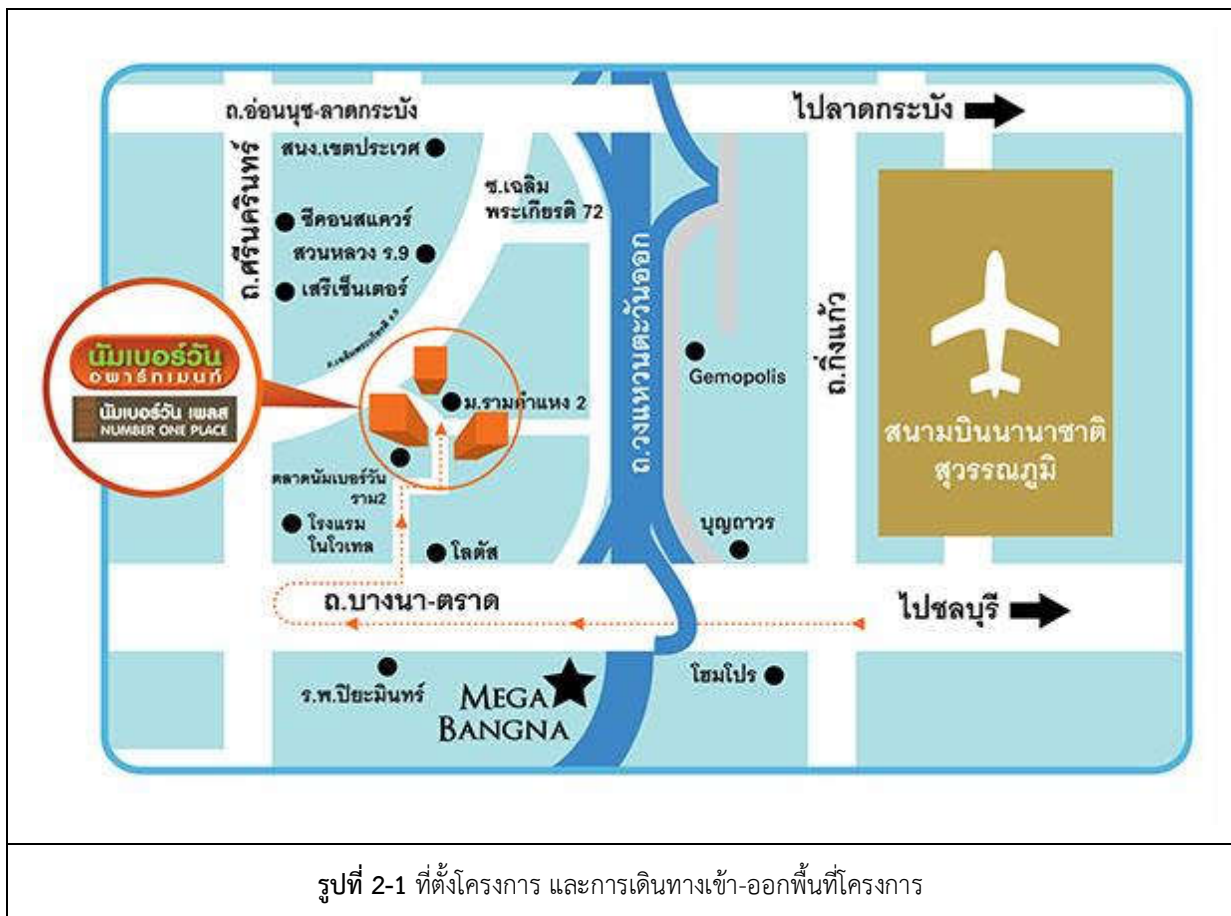 ถ.อ่อนนุช-ลาดกระบัง
ไปลาดกระบัง
สนง.เขตประเวศ
ถ.ศรีนครินทร์
ซ.เฉลิม
พระเกียรติ 72
ซีคอนสแควร์
สวนหลวง ร.9
เสรีเซ็นเตอร์
ถ.เฉลิมพระเกียรติ ร.9
ถ.วงแหวนตะวันออก
ถ.กิ่งแก้ว
นัมเบอร์วัน
อพาร์ทเมนท์
นัมเบอร์วัน เพลส
NUMBER ONE PLACE
ม.รามคำแหง 2
Gemopolis
สนามบินนานาชาติ
สุวรรณภูมิ
ตลาดนัมเบอร์วัน
ราม2
โรงแรม
โนโวเทล
โลตัส
บุญถาวร
ถ.บางนา-ตราด
ไปชลบุรี
ร.พ.ปิยะมินทร์
MEGA
BANGNA
โฮมโปร
รูปที่ 2-1 ที่ตั้งโครงการ และการเดินทางเข้า-ออกพื้นที่โครงการ